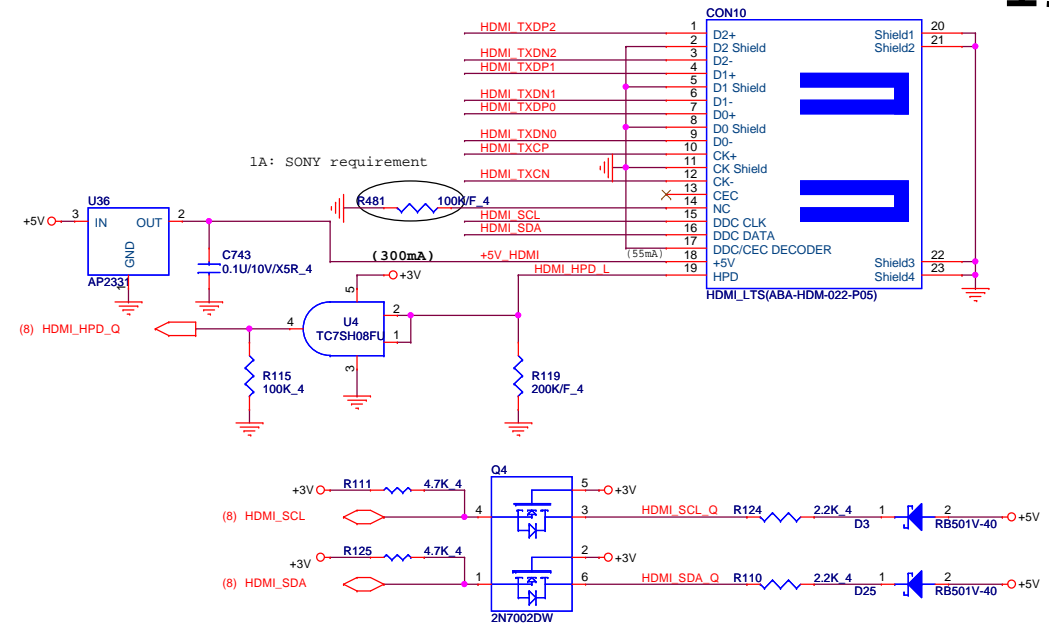 CON10
HDMI_TXDP2 1 D2+ Shield1 20
2 D2 Shield Shield2 21
HDMI_TXDN2 3 D2-
HDMI_TXDP1 4 D1+
5 D1 Shield
HDMI_TXDN1 6 D1-
HDMI_TXDP0 7 D0+
8 D0 Shield
HDMI_TXDN0 9 D0-
HDMI_TXCP 10 CK+
1A: SONY requirement 11 CK Shield
HDMI_TXCN 12 CK-
13 CEC
R481 100K/F_4 14 NC
HDMI_SCL 15 DDC CLK
HDMI_SDA 16 DDC DATA
17 DDC/CEC DECODER
(300mA) +5V_HDMI (55mA) 18 +5V Shield3 22
HDMI_HPD_L 19 HPD Shield4 23
HDMI_LTS(ABA-HDM-022-P05)
U36
+5V 3 IN OUT 2
GND
1
AP2331
C743
0.1U/10V/X5R_4
+3V
5
(8) HDMI_HPD_Q 4 U4 2
TC7SH08FU 1
3
R115
100K_4
R119
200K/F_4
Q4
+3V R111 4.7K_4 5 +3V
(8) HDMI_SCL 4 3 HDMI_SCL_Q R124 2.2K_4 1 D3 2 RB501V-40 +5V
+3V R125 4.7K_4 2 +3V
(8) HDMI_SDA 1 6 HDMI_SDA_Q R110 2.2K_4 1 D25 2 RB501V-40 +5V
2N7002DW